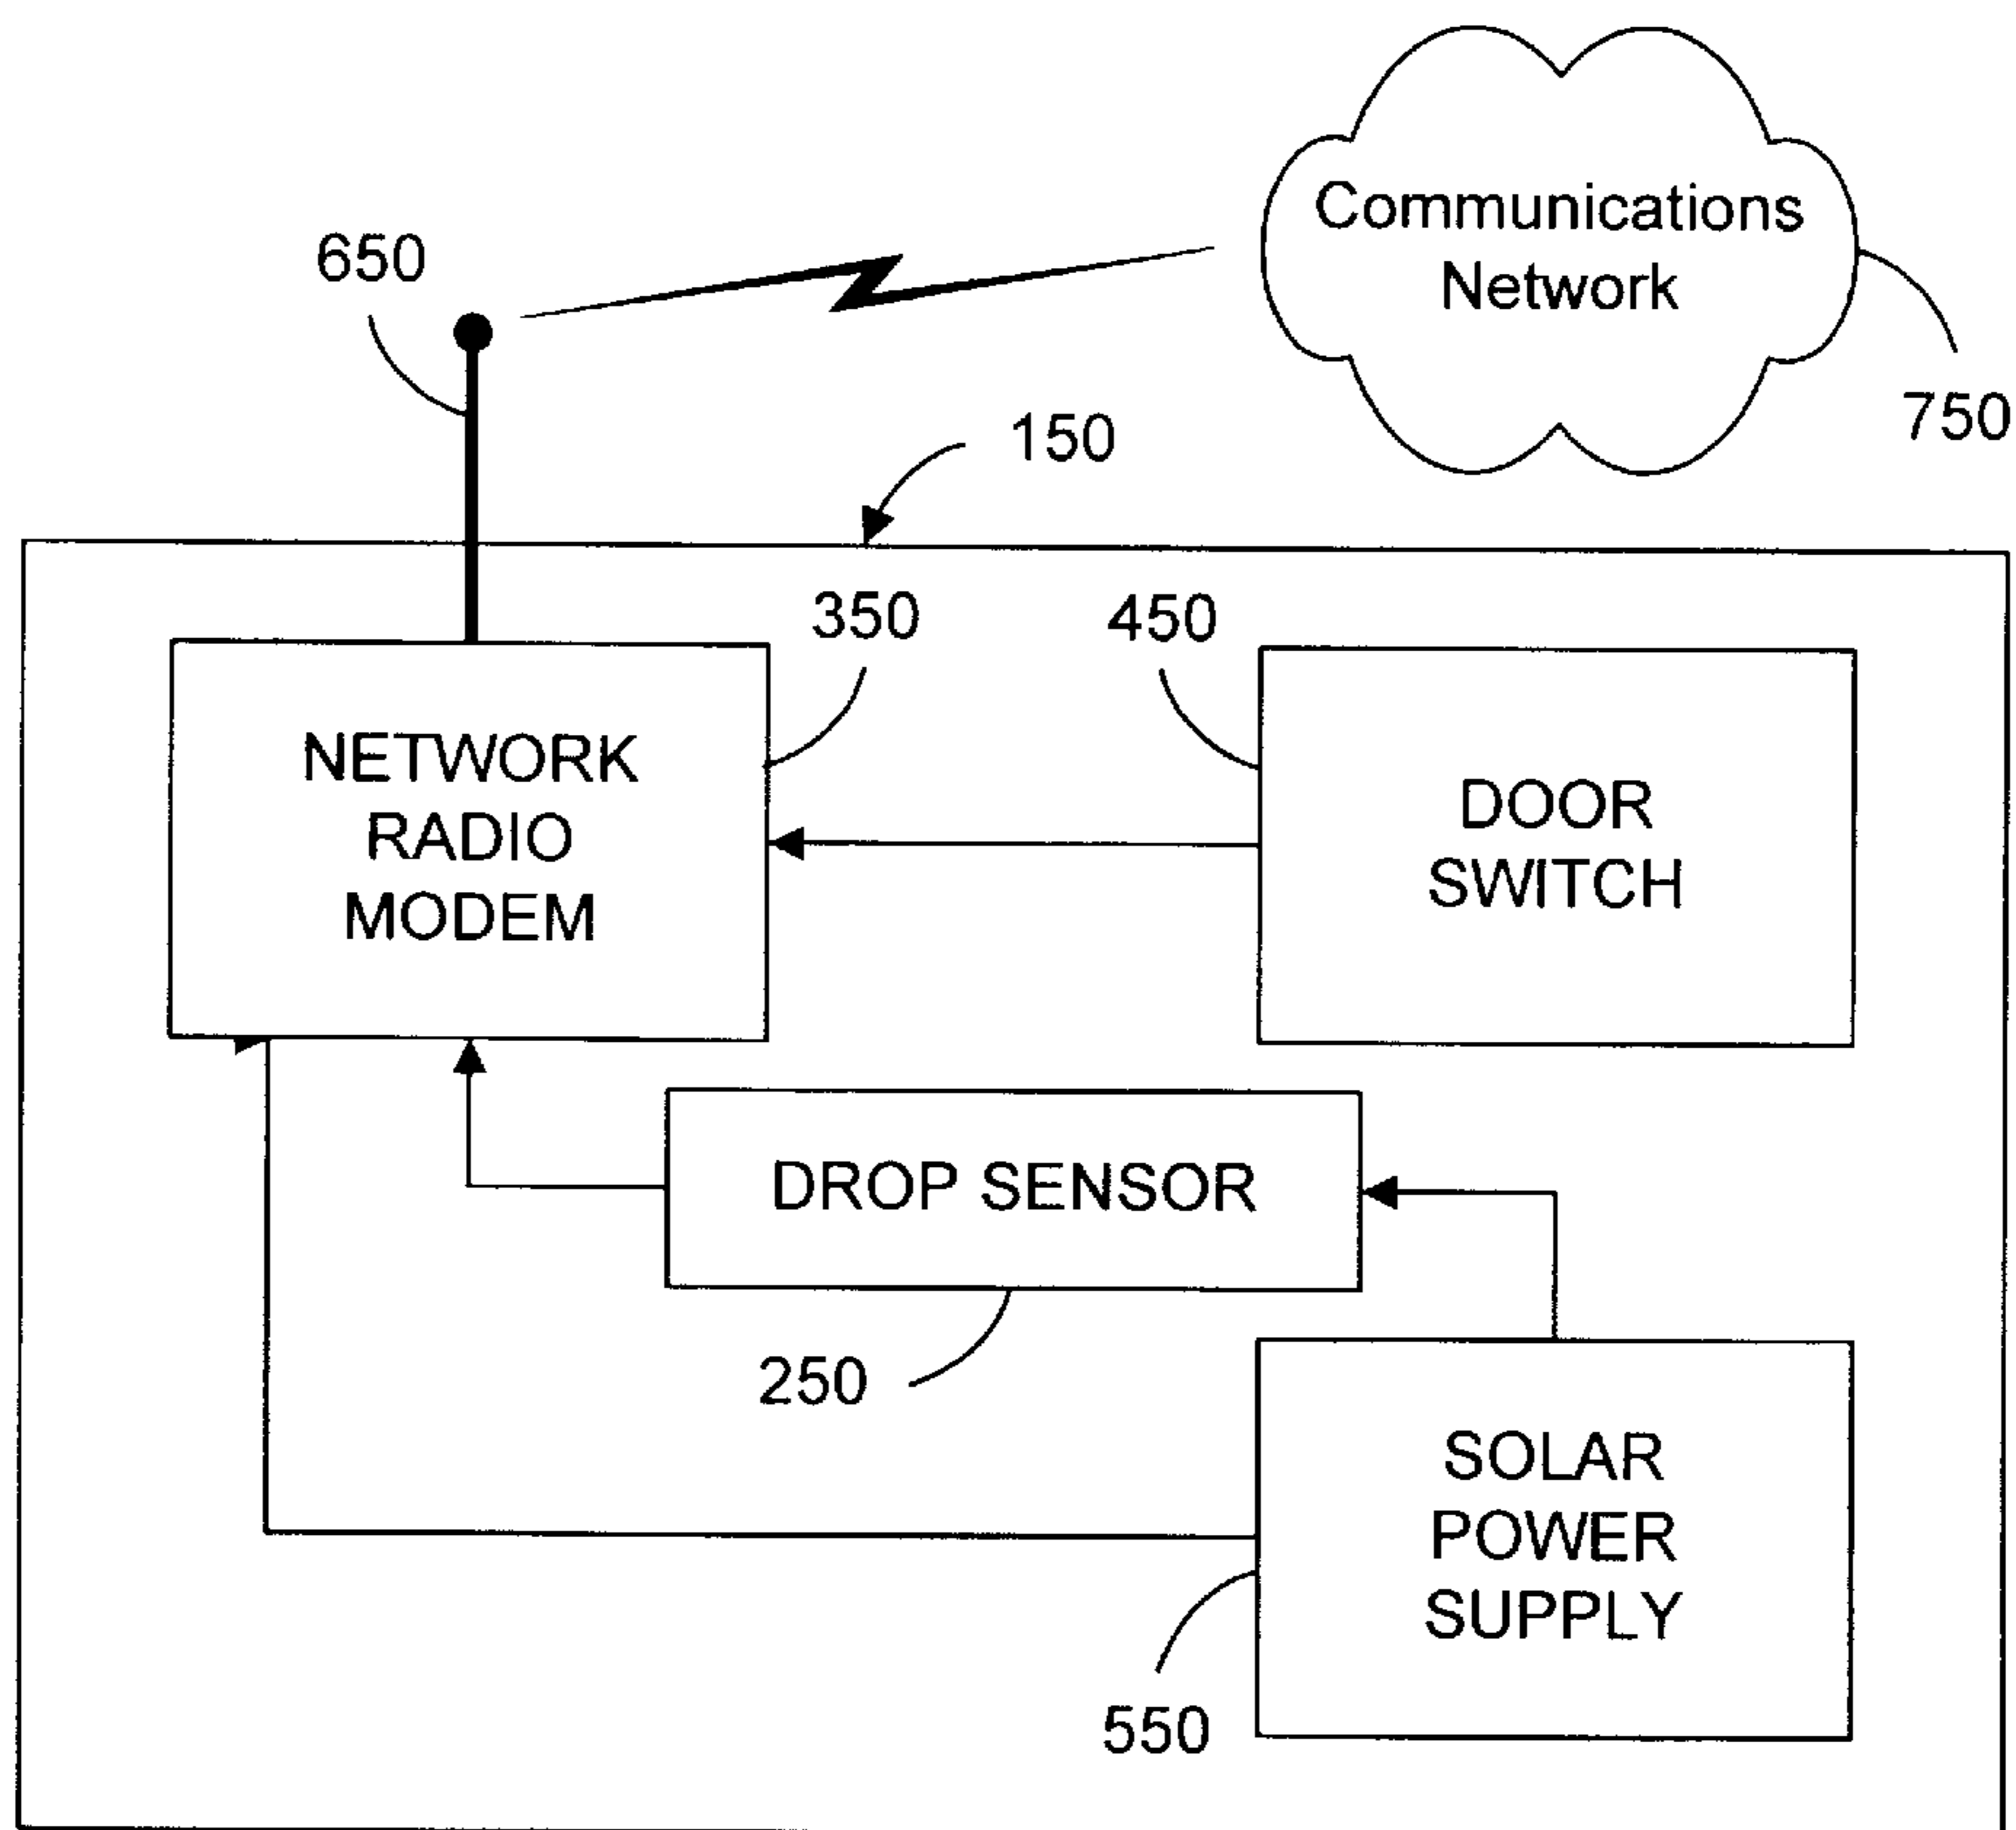 Communications
Network
650
750
150
350
450
NETWORK
RADIO
MODEM
DOOR
SWITCH
DROP SENSOR
250
SOLAR
POWER
SUPPLY
550